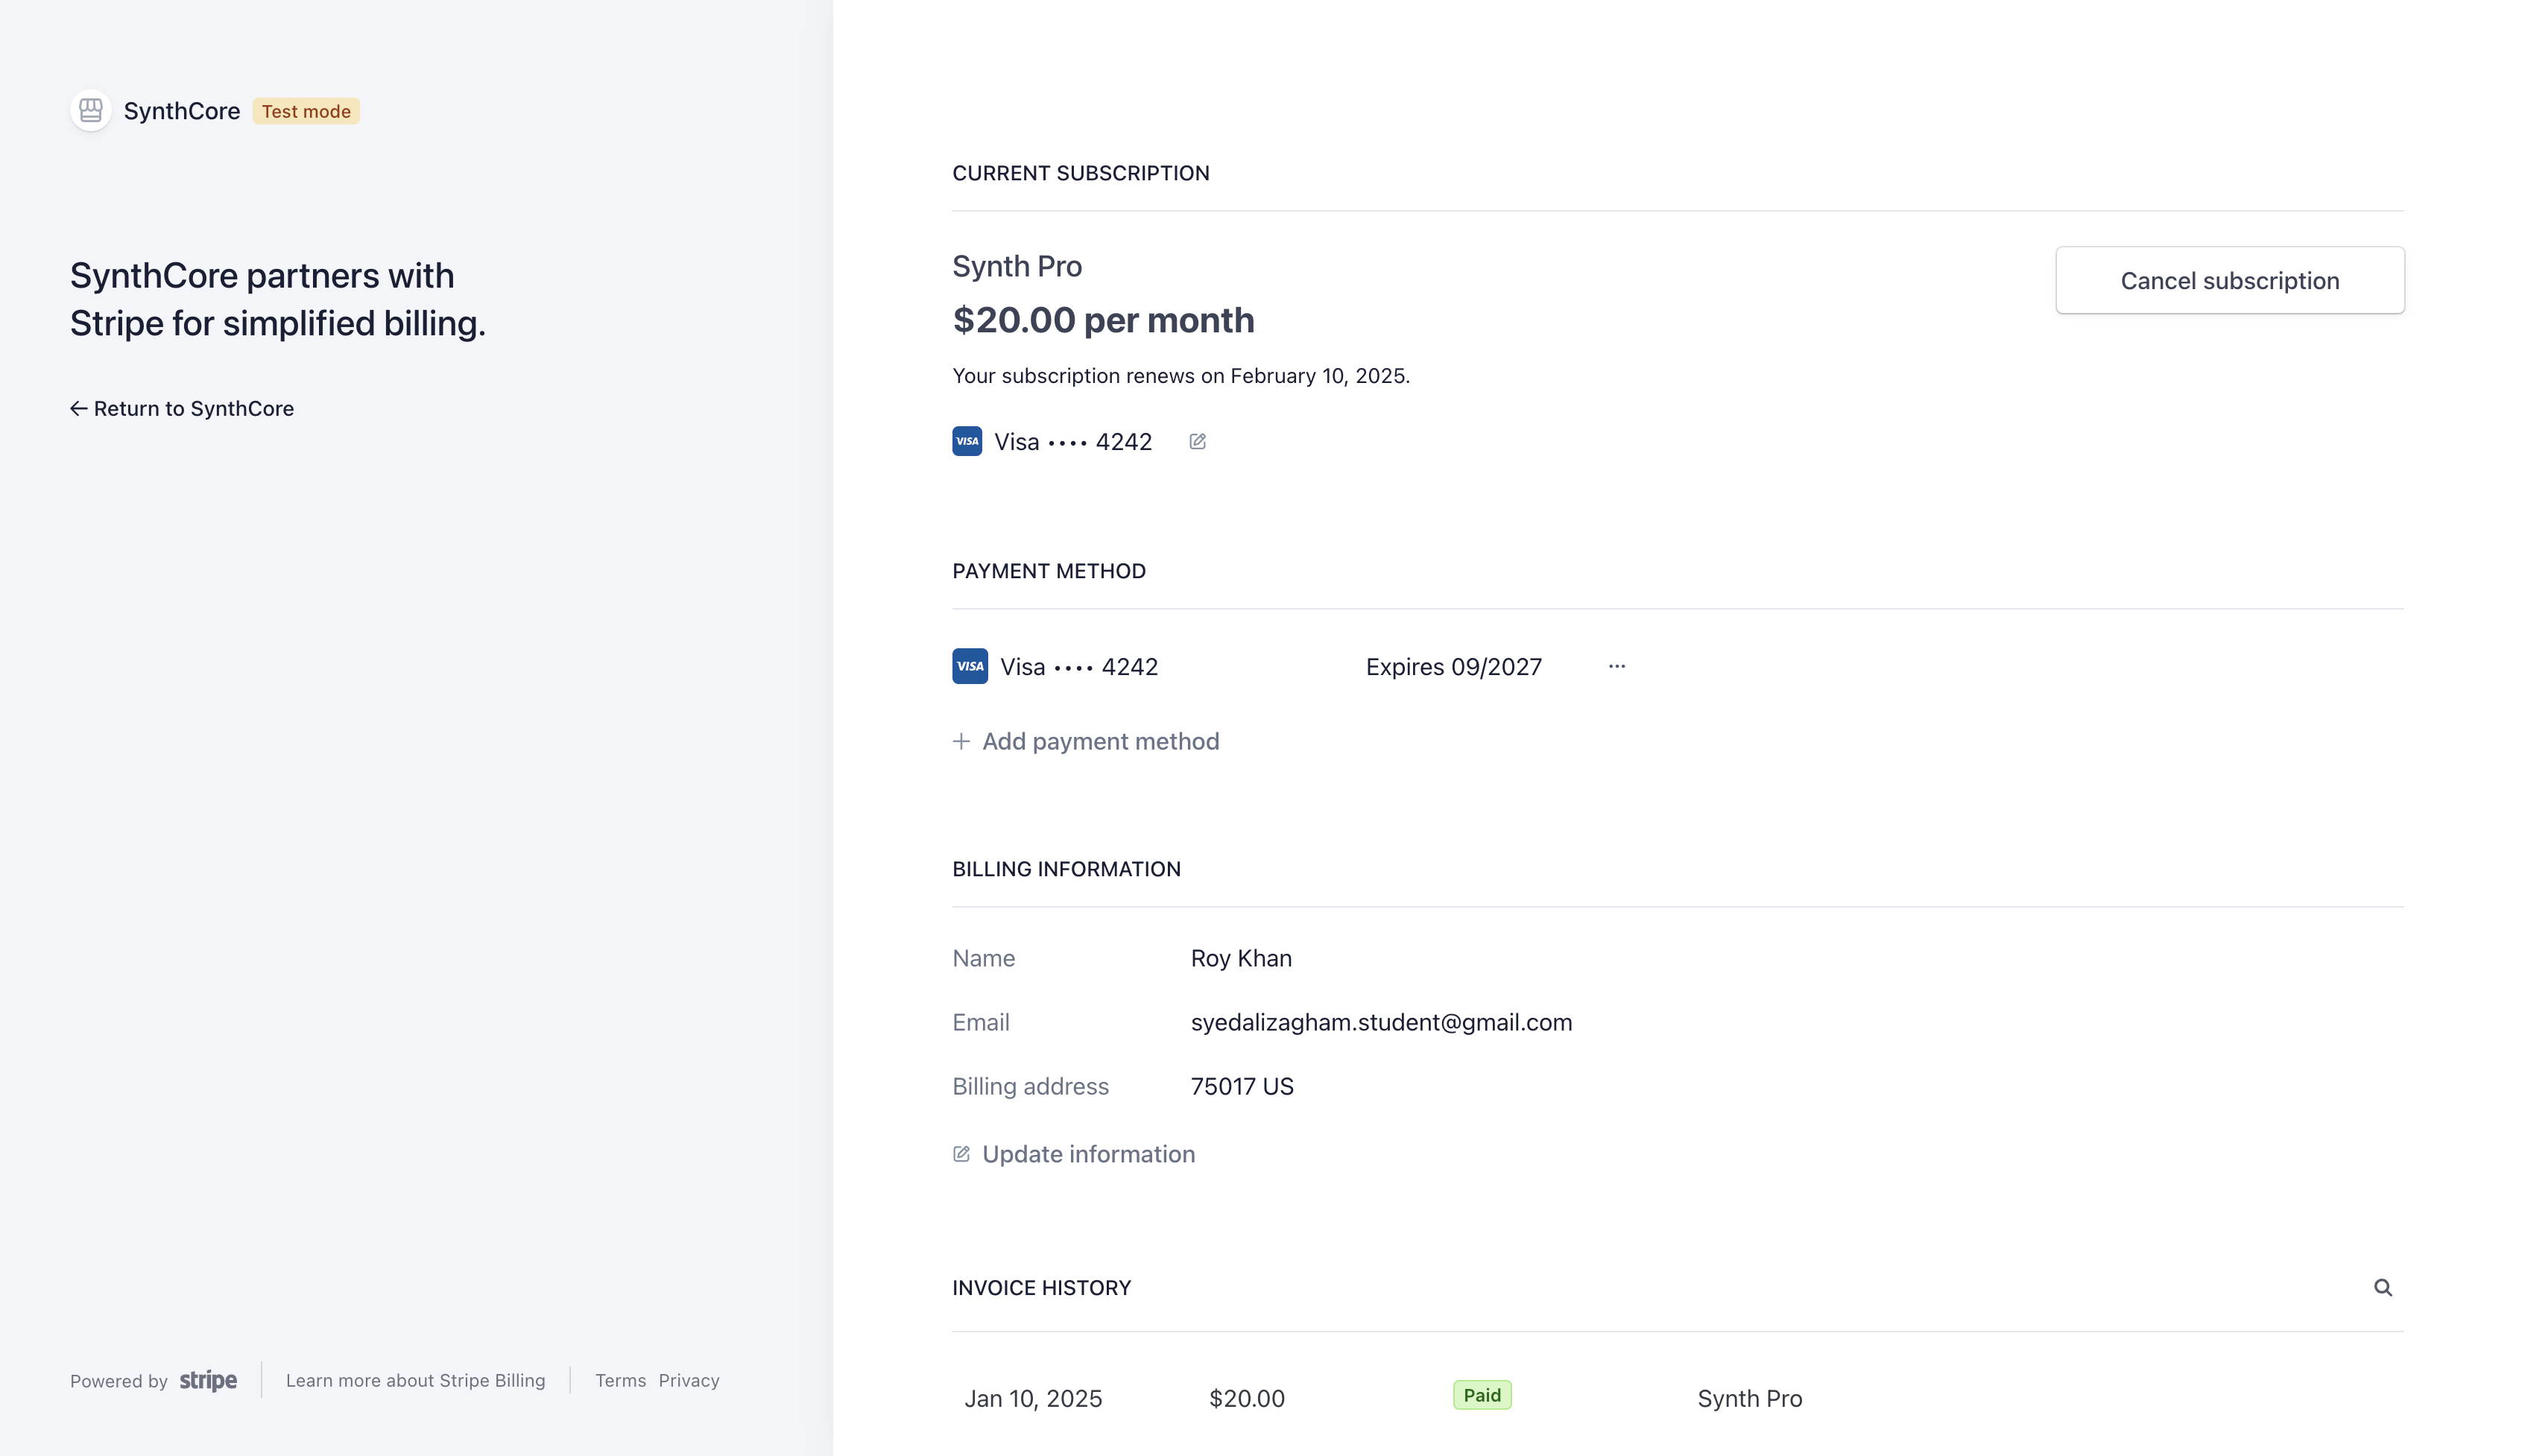 SynthCore Test mode
SynthCore partners with
Stripe for simplified billing.
Return to SynthCore
Powered by stripe Learn more about Stripe Billing Terms Privacy
CURRENT SUBSCRIPTION
Synth Pro
$20.00 per month
Your subscription renews on February 10, 2025.
VISA Visa •••• 4242
Cancel subscription
PAYMENT METHOD
VISA Visa •••• 4242 Expires 09/2027 ···
Add payment method
BILLING INFORMATION
Name Roy Khan
Email syedalizagham.student@gmail.com
Billing address 75017 US
Update information
INVOICE HISTORY
Jan 10, 2025 $20.00 Paid Synth Pro